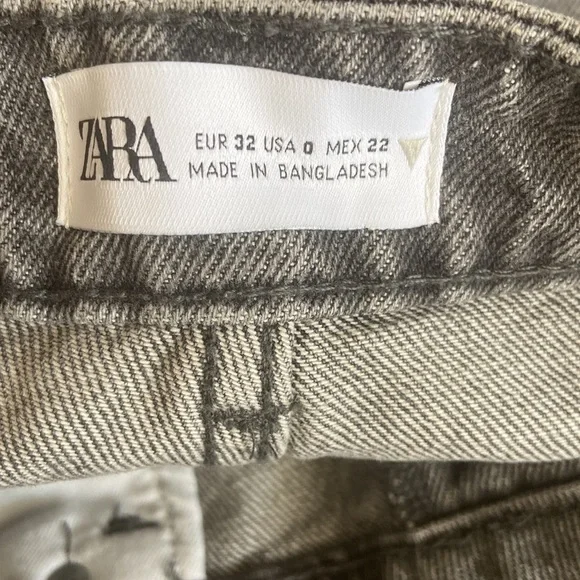 ZARA
EUR 32 USA 0 MEX 22
MADE IN BANGLADESH